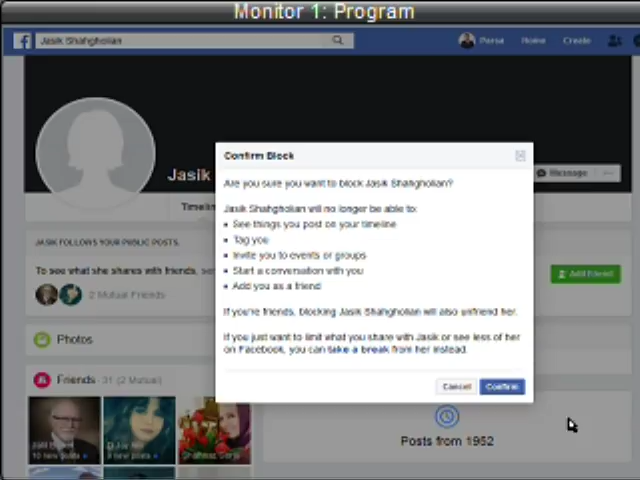 Monitor 1: Program
Jasik Shahgholian
Parsa
Home
Create
Jasik
Message
Confirm Block
Are you sure you want to block Jasik Shahgholian?
Jasik Shahgholian will no longer be able to:
See things you post on your timeline
Tag you
Invite you to events or groups
Start a conversation with you
Add you as a friend
If you're friends, blocking Jasik Shahgholian will also unfriend her.
If you just want to limit what you share with Jasik or see less of her
on Facebook, you can take a break from her instead.
Cancel
Confirm
Timeline
JASIK FOLLOWS YOUR PUBLIC POSTS.
To see what she shares with friends,
Add Friend
2 Mutual Friends
Photos
Friends · 31 (2 Mutual)
10 new posts
Posts from 1952